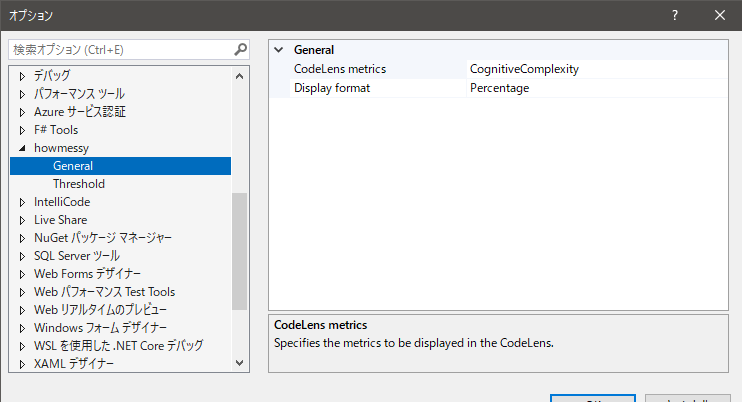 オプション
? ×
検索オプション (Ctrl+E)
デバッグ
パフォーマンス ツール
Azure サービス認証
F# Tools
howmessy
General
Threshold
IntelliCode
Live Share
NuGet パッケージ マネージャー
SQL Server ツール
Web Forms デザイナー
Web パフォーマンス Test Tools
Web リアルタイムのプレビュー
Windows フォーム デザイナー
WSL を使用した .NET Core デバッグ
XAML デザイナー
General
CodeLens metrics CognitiveComplexity
Display format Percentage
CodeLens metrics
Specifies the metrics to be displayed in the CodeLens.